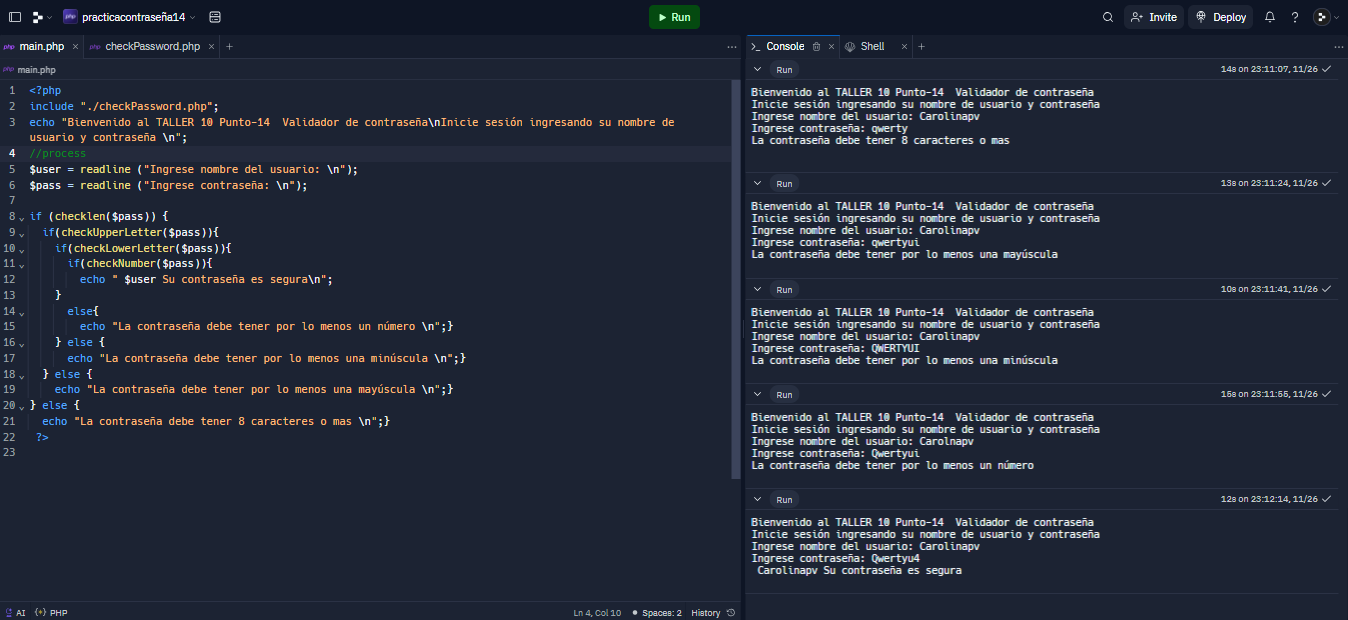 practicacontraseña14
Run
Invite
Deploy
php main.php
php checkPassword.php
php main.php
1 <?php
2 include "./checkPassword.php";
3 echo "Bienvenido al TALLER 10 Punto-14  Validador de contraseña\nInicie sesión ingresando su nombre de
usuario y contraseña \n";
4 //process
5 $user = readline ("Ingrese nombre del usuario: \n");
6 $pass = readline ("Ingrese contraseña: \n");
7
8 if (checklen($pass)) {
9 if(checkUpperLetter($pass)){
10 if(checkLowerLetter($pass)){
11 if(checkNumber($pass)){
12 echo " $user Su contraseña es segura\n";
13 }
14 else{
15 echo "La contraseña debe tener por lo menos un número \n";}
16 } else {
17 echo "La contraseña debe tener por lo menos una minúscula \n";}
18 } else {
19 echo "La contraseña debe tener por lo menos una mayúscula \n";}
20 } else {
21 echo "La contraseña debe tener 8 caracteres o mas \n";}
22 ?>
23
AI
PHP
Ln 4, Col 10
Spaces: 2
History
Console
Shell
Run
14s on 23:11:07, 11/26
Bienvenido al TALLER 10 Punto-14  Validador de contraseña
Inicie sesión ingresando su nombre de usuario y contraseña
Ingrese nombre del usuario: Carolinapv
Ingrese contraseña: qwerty
La contraseña debe tener 8 caracteres o mas
Run
13s on 23:11:24, 11/26
Bienvenido al TALLER 10 Punto-14  Validador de contraseña
Inicie sesión ingresando su nombre de usuario y contraseña
Ingrese nombre del usuario: Carolinapv
Ingrese contraseña: qwertyui
La contraseña debe tener por lo menos una mayúscula
Run
10s on 23:11:41, 11/26
Bienvenido al TALLER 10 Punto-14  Validador de contraseña
Inicie sesión ingresando su nombre de usuario y contraseña
Ingrese nombre del usuario: Carolinapv
Ingrese contraseña: QWERTYUI
La contraseña debe tener por lo menos una minúscula
Run
15s on 23:11:55, 11/26
Bienvenido al TALLER 10 Punto-14  Validador de contraseña
Inicie sesión ingresando su nombre de usuario y contraseña
Ingrese nombre del usuario: Carolnapv
Ingrese contraseña: Qwertyui
La contraseña debe tener por lo menos un número
Run
12s on 23:12:14, 11/26
Bienvenido al TALLER 10 Punto-14  Validador de contraseña
Inicie sesión ingresando su nombre de usuario y contraseña
Ingrese nombre del usuario: Carolinapv
Ingrese contraseña: Qwertyu4
Carolinapv Su contraseña es segura